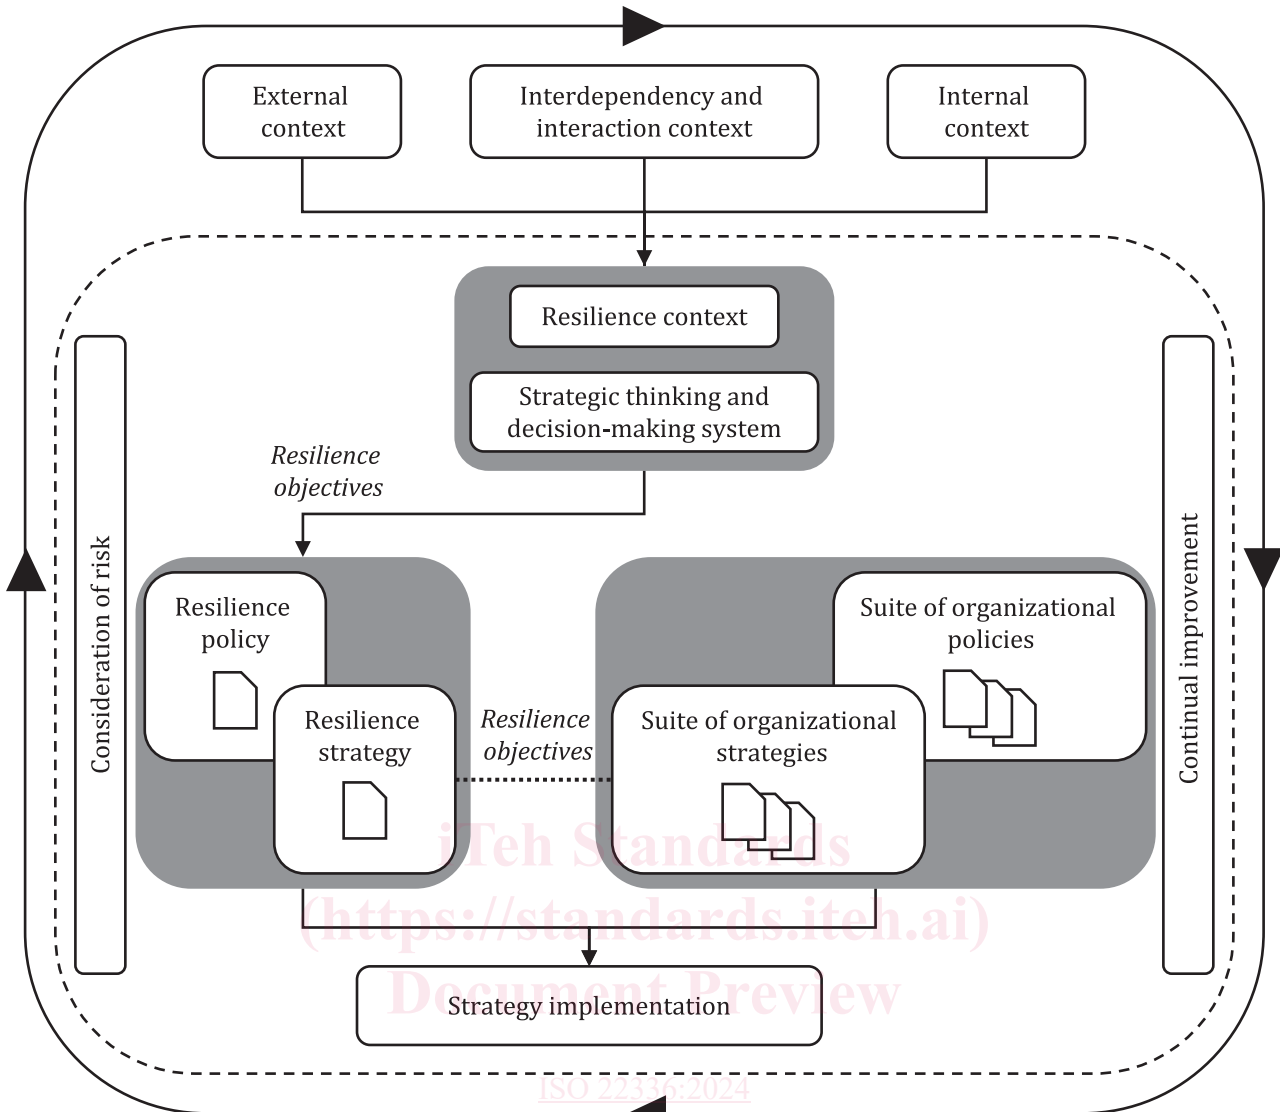 External
context
Interdependency and
interaction context
Internal
context
Resilience context
Strategic thinking and
decision-making system
Resilience
objectives
Consideration of risk
Resilience
policy
Resilience
strategy
Resilience
objectives
Suite of organizational
policies
Suite of organizational
strategies
Continual improvement
iTeh Standards
(https://standards.iteh.ai)
Document Preview
Strategy implementation
ISO 22336:2024